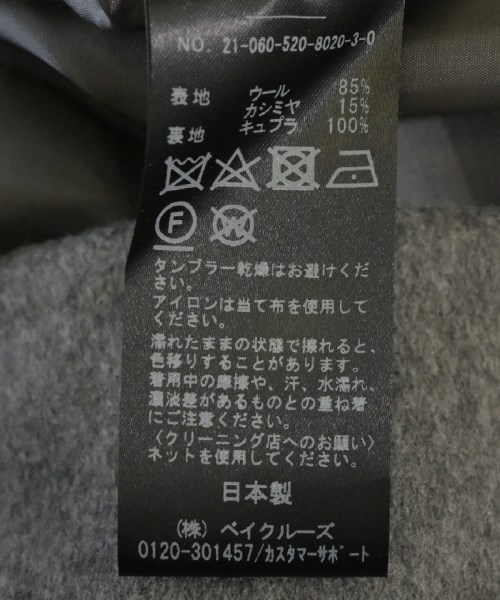 NO. 21-060-520-8020-3-0
表地 ウール 85%
カシミヤ 15%
裏地 キュプラ 100%
F W
タンブラー乾燥はお避けくだ
さい。
アイロンは当て布を使用して
ください。
濡れたままの状態で擦れると、
色移りすることがあります。
着用中の摩擦や、汗、水濡れ、
濃淡差があるものとの重ね着
にご注意ください。
〈クリーニング店へのお願い〉
ネットを使用してください。
日本製
（株）ベイクルーズ
0120-301457/カスタマーサポート